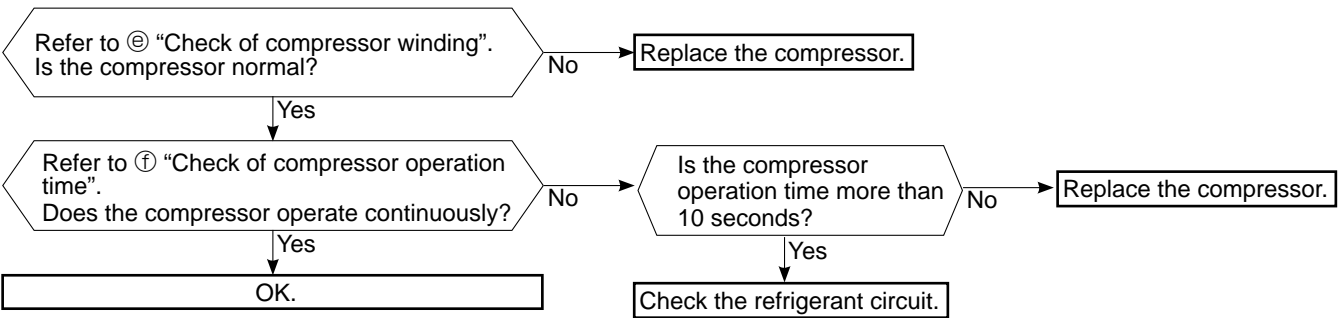 Refer to ⓔ “Check of compressor winding”.
Is the compressor normal?
No
Replace the compressor.
Yes
Refer to ⓕ “Check of compressor operation
time”.
Does the compressor operate continuously?
No
Is the compressor
operation time more than
10 seconds?
No
Replace the compressor.
Yes
OK.
Yes
Check the refrigerant circuit.